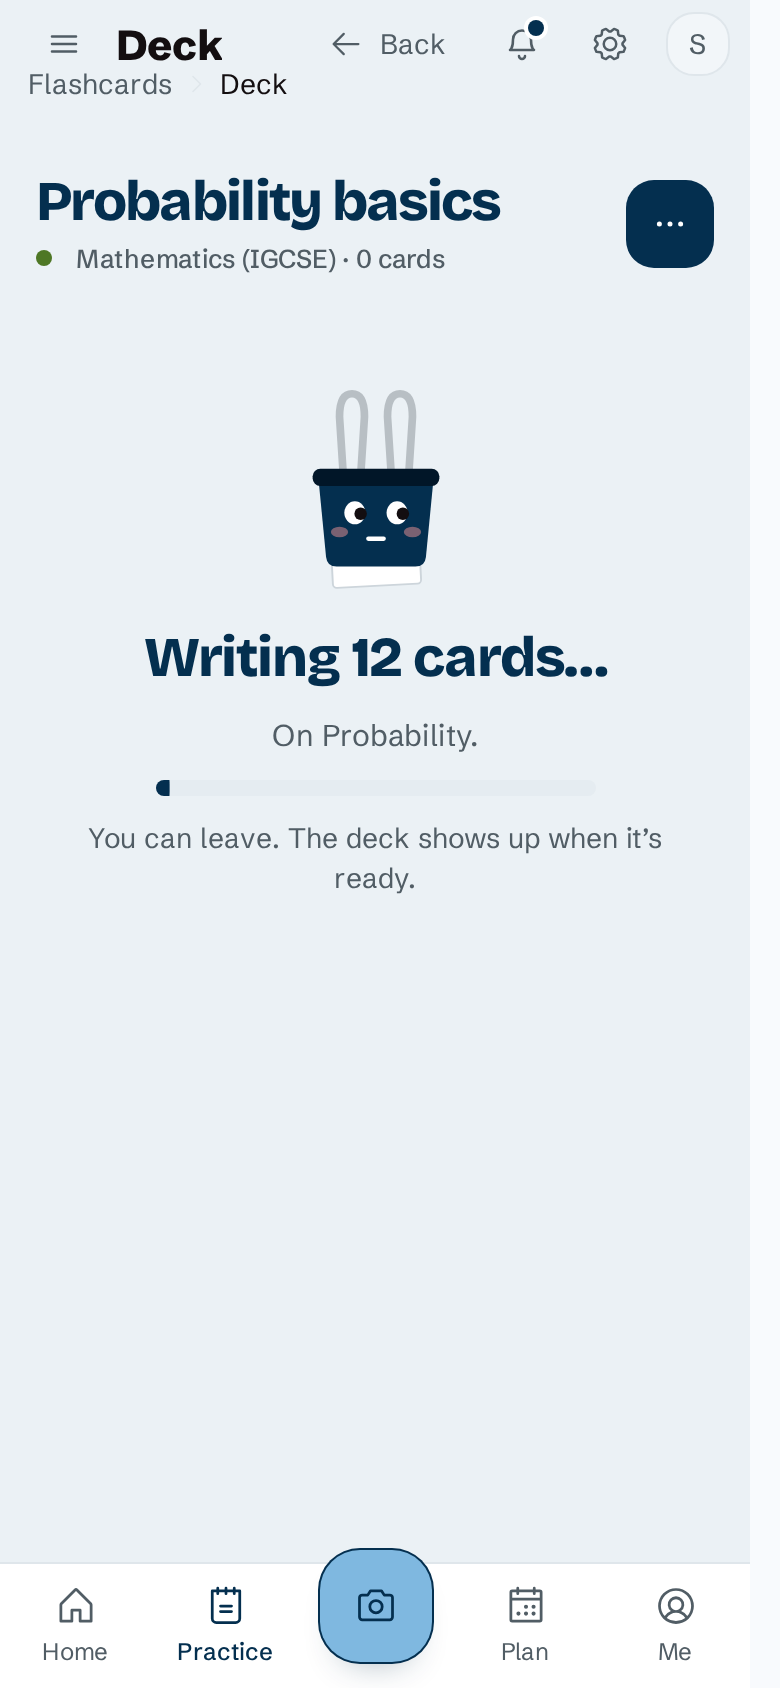 Deck
Back
S
Flashcards
Deck
Probability basics
Mathematics (IGCSE) · 0 cards
Writing 12 cards...
On Probability.
You can leave. The deck shows up when it’s
ready.
Home
Practice
Plan
Me